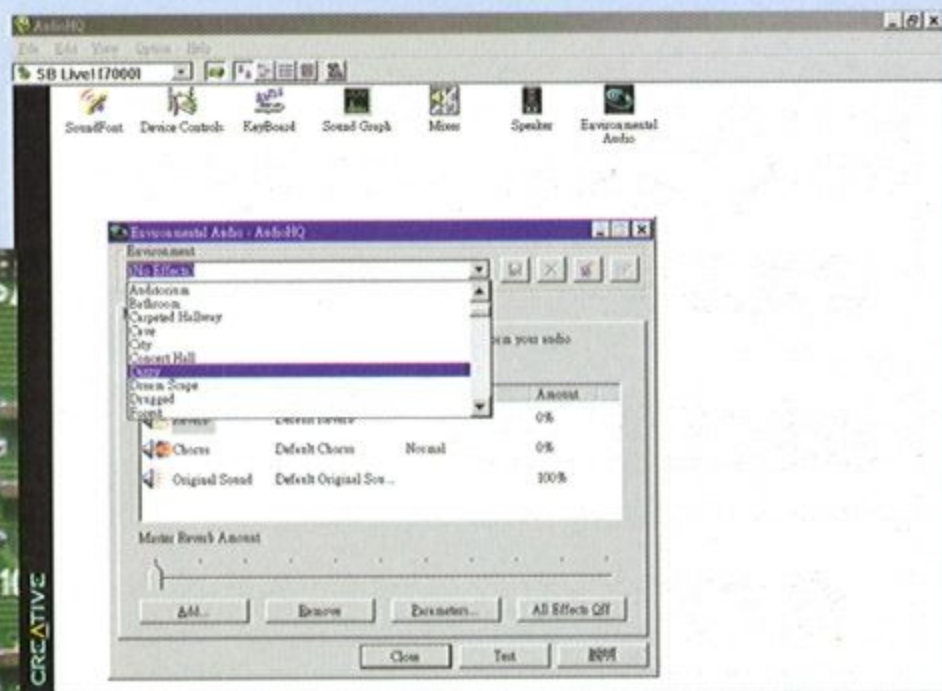 AudioHQ
File Edit View Option Help
SB Live! [7000]
SoundFont Device Controls KeyBoard Sound Graph Mixer Speaker Environmental Audio
Environmental Audio - AudioHQ
Environment
(No Effects)
Auditorium
Bathroom
Carpeted Hallway
Cave
City
Concert Hall
Dizzy
Dream Scape
Drugged
Forest
your audio
Amount
Reverb Default Reverb 0%
Chorus Default Chorus Normal 0%
Original Sound Default Original Sou... 100%
Master Reverb Amount
Add... Remove Parameters... All Effects Off
Close Test 說明
CREATIVE